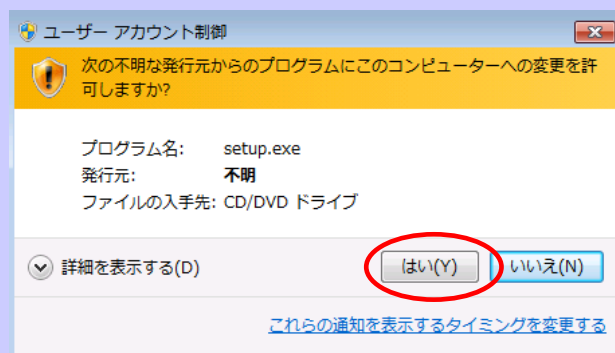 ユーザー アカウント制御
次の不明な発行元からのプログラムにこのコンピューターへの変更を許
可しますか?
プログラム名: setup.exe
発行元: 不明
ファイルの入手先: CD/DVD ドライブ
詳細を表示する(D) はい(Y) いいえ(N)
これらの通知を表示するタイミングを変更する